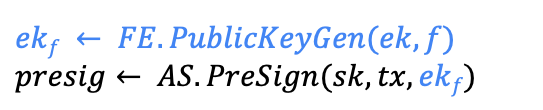 ek_f ← FE.PublicKeyGen(ek, f)
presig ← AS.PreSign(sk, tx, ek_f)